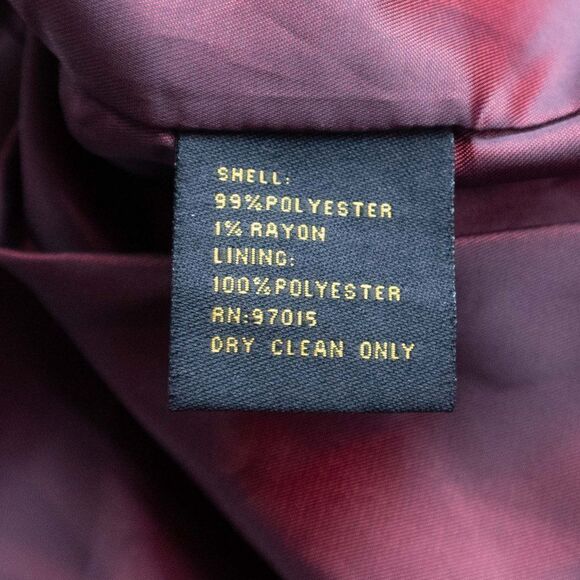 SHELL:
99%POLYESTER
1% RAYON
LINING:
100%POLYESTER
RN:97015
DRY CLEAN ONLY